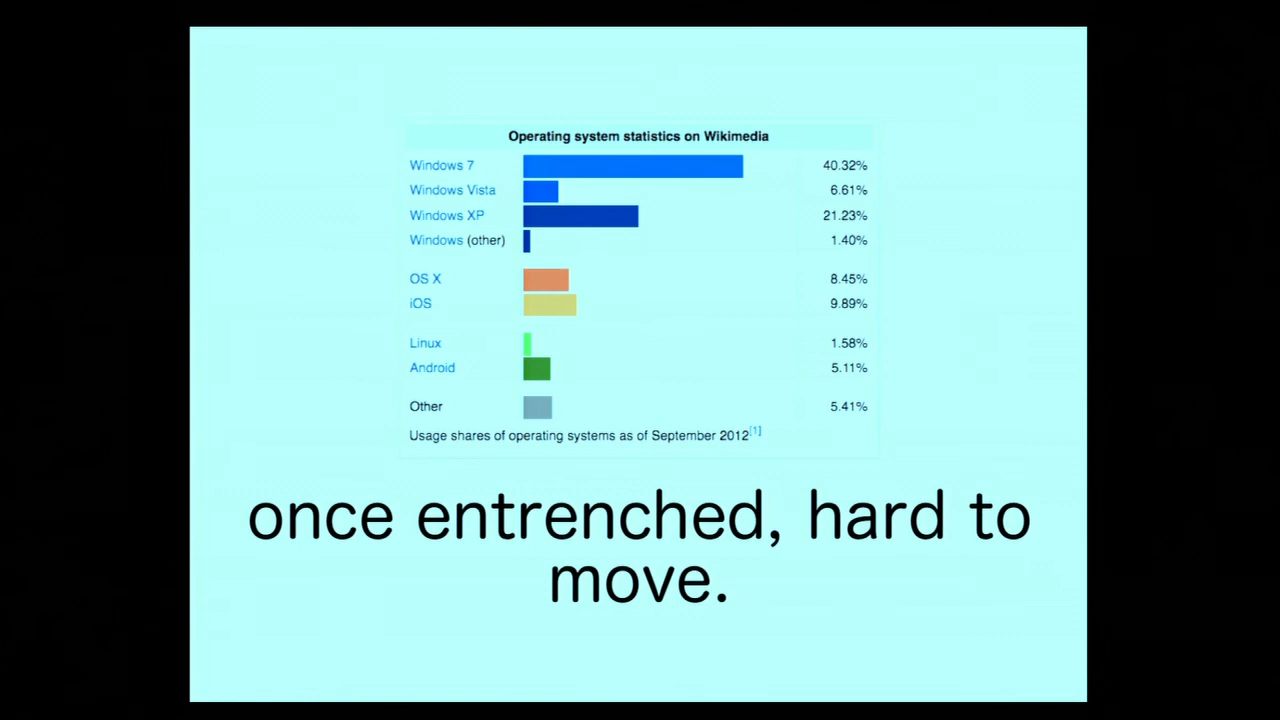 Operating system statistics on Wikimedia
Windows 7 40.32%
Windows Vista 6.61%
Windows XP 21.23%
Windows (other) 1.40%
OS X 8.45%
iOS 9.89%
Linux 1.58%
Android 5.11%
Other 5.41%
Usage shares of operating systems as of September 2012[1]
once entrenched, hard to
move.